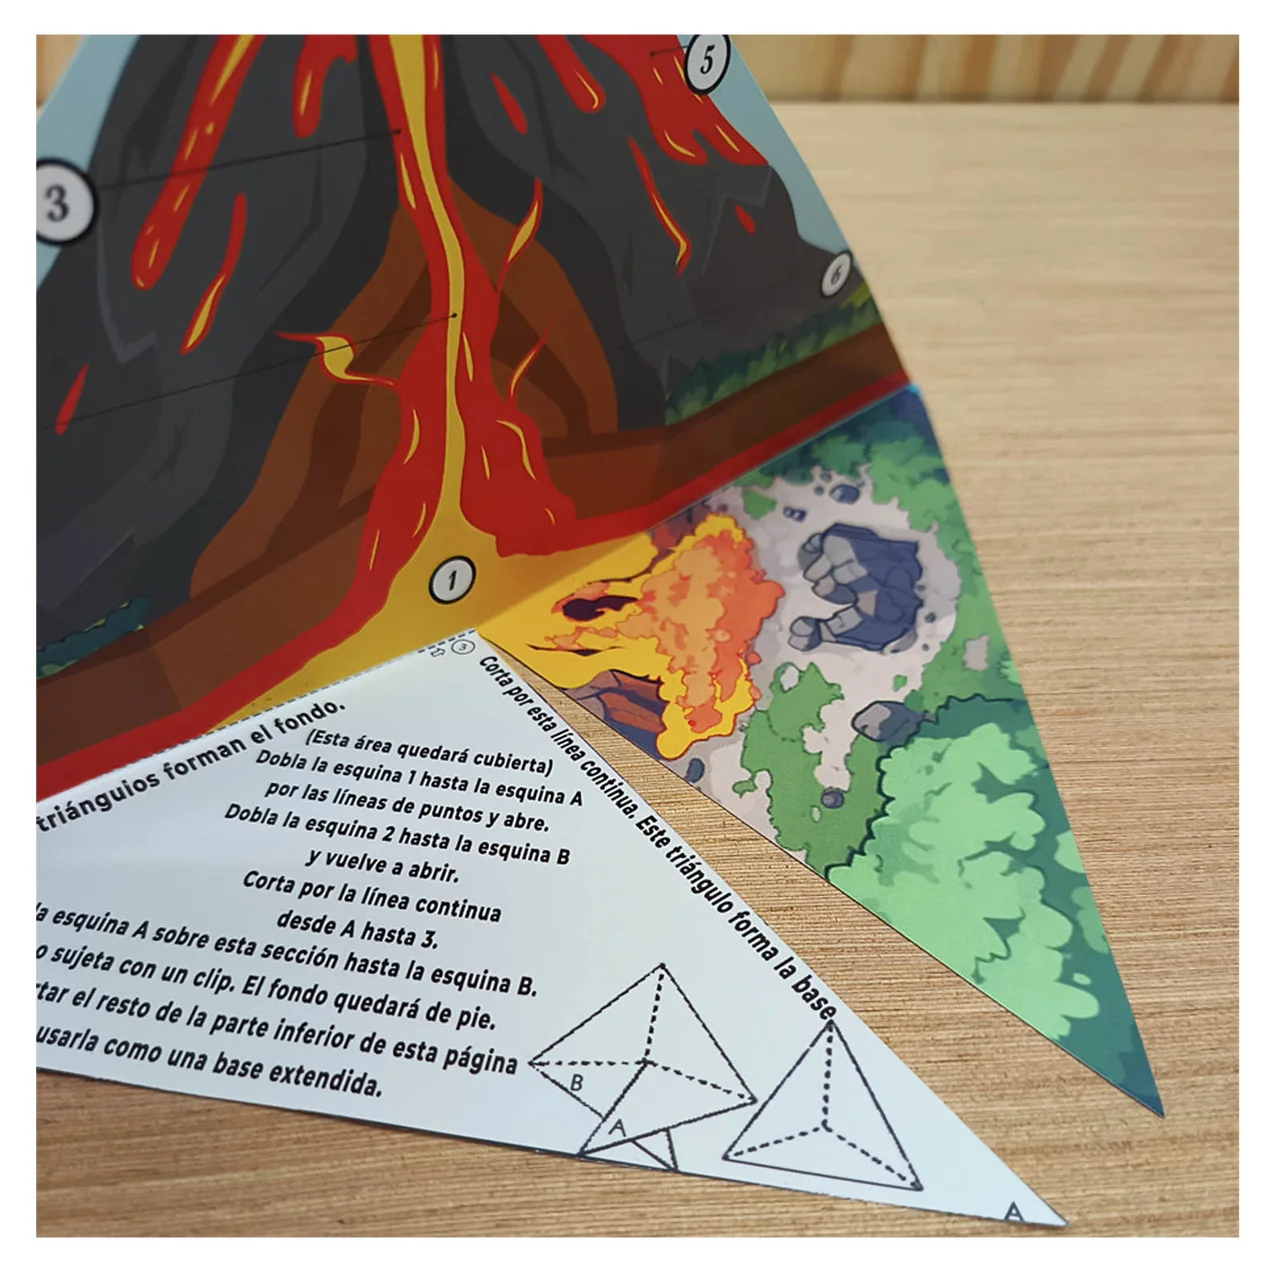 5
3
6
1
3
triángulos forman el fondo.
(Esta área quedará cubierta)
Dobla la esquina 1 hasta la esquina A
por las líneas de puntos y abre.
Dobla la esquina 2 hasta la esquina B
y vuelve a abrir.
Corta por la línea continua
desde A hasta 3.
la esquina A sobre esta sección hasta la esquina B.
o sujeta con un clip. El fondo quedará de pie.
tar el resto de la parte inferior de esta página
usarla como una base extendida.
Corta por esta línea continua. Este triángulo forma la base
B
A
A